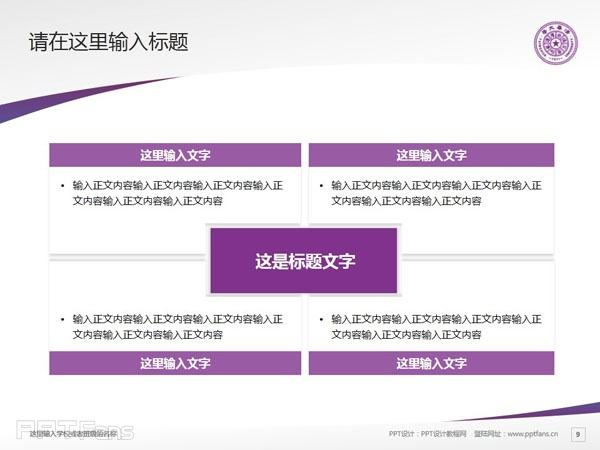 请在这里输入标题
这里输入文字
这里输入文字
• 输入正文内容输入正文内容输入正文内容输入正
文内容输入正文内容输入正文内容
• 输入正文内容输入正文内容输入正文内容输入正
文内容输入正文内容输入正文内容
这是标题文字
• 输入正文内容输入正文内容输入正文内容输入正
文内容输入正文内容输入正文内容
• 输入正文内容输入正文内容输入正文内容输入正
文内容输入正文内容输入正文内容
这里输入文字
这里输入文字
PPTFans
这里输入学校或者班级的名称
PPT设计：PPT设计教程网 登陆网址：www.pptfans.cn
9